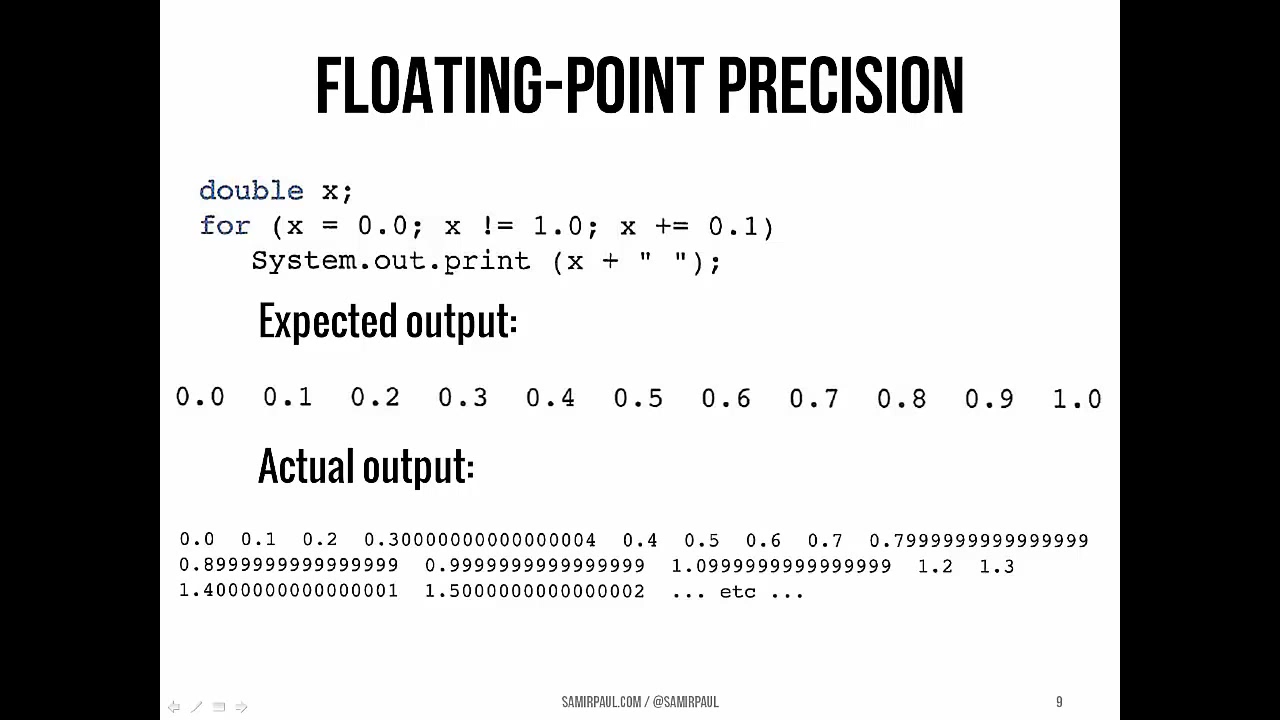 FLOATING-POINT PRECISION
double x;
for (x = 0.0; x != 1.0; x += 0.1)
System.out.print (x + " ");
Expected output:
0.0 0.1 0.2 0.3 0.4 0.5 0.6 0.7 0.8 0.9 1.0
Actual output:
0.0 0.1 0.2 0.30000000000000004 0.4 0.5 0.6 0.7 0.7999999999999999
0.8999999999999999 0.9999999999999999 1.0999999999999999 1.2 1.3
1.4000000000000001 1.5000000000000002 ... etc ...
SAMIRPAUL.COM / @SAMIRPAUL
9